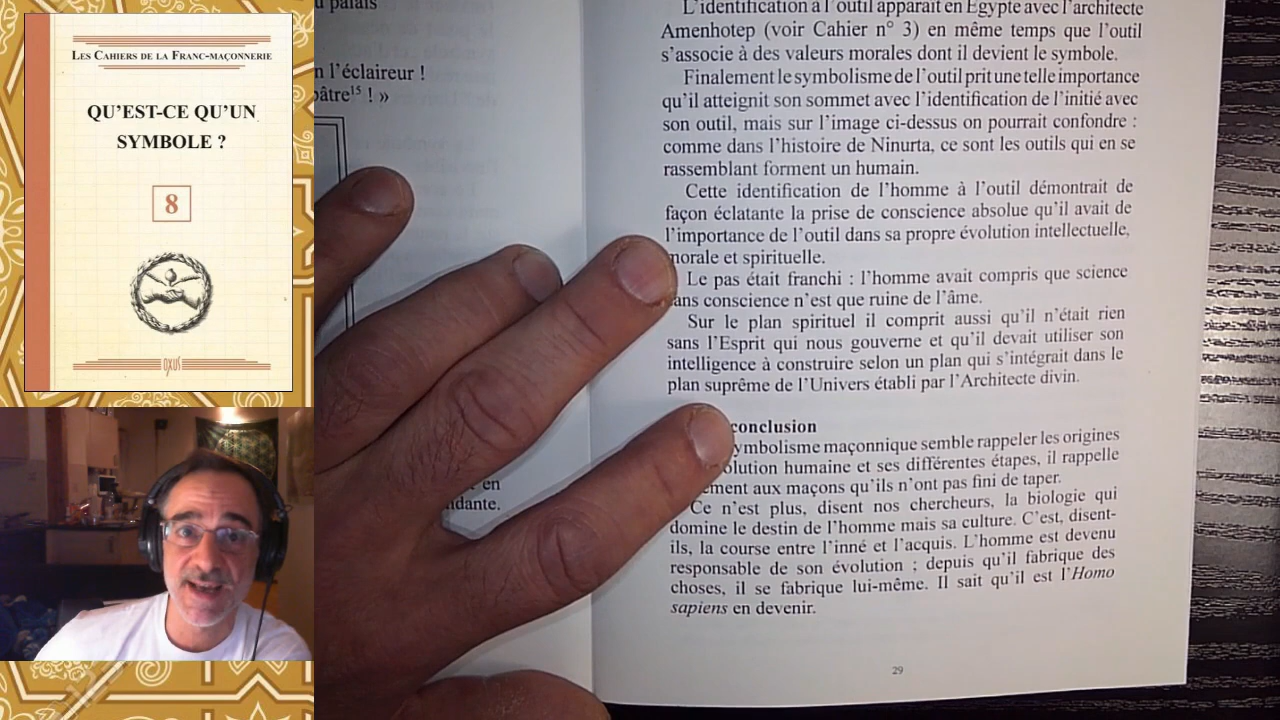 LES CAHIERS DE LA FRANC-MAÇONNERIE
QU'EST-CE QU'UN
SYMBOLE ?
8
OXUS
u palais
n l'éclaireur !
pâtre¹⁵ ! »
en
ndante.
L'identification à l'outil apparaît en Égypte avec l'architecte
Amenhotep (voir Cahier n° 3) en même temps que l'outil
s'associe à des valeurs morales dont il devient le symbole.
Finalement le symbolisme de l'outil prit une telle importance
qu'il atteignit son sommet avec l'identification de l'initié avec
son outil, mais sur l'image ci-dessus on pourrait confondre :
comme dans l'histoire de Ninurta, ce sont les outils qui en se
rassemblant forment un humain.
Cette identification de l'homme à l'outil démontrait de
façon éclatante la prise de conscience absolue qu'il avait de
l'importance de l'outil dans sa propre évolution intellectuelle,
morale et spirituelle.
Le pas était franchi : l'homme avait compris que science
ans conscience n'est que ruine de l'âme.
Sur le plan spirituel il comprit aussi qu'il n'était rien
sans l'Esprit qui nous gouverne et qu'il devait utiliser son
intelligence à construire selon un plan qui s'intégrait dans le
plan suprême de l'Univers établi par l'Architecte divin.
conclusion
ymbolisme maçonnique semble rappeler les origines
olution humaine et ses différentes étapes, il rappelle
ement aux maçons qu'ils n'ont pas fini de taper.
Ce n'est plus, disent nos chercheurs, la biologie qui
domine le destin de l'homme mais sa culture. C'est, disent-
ils, la course entre l'inné et l'acquis. L'homme est devenu
responsable de son évolution ; depuis qu'il fabrique des
choses, il se fabrique lui-même. Il sait qu'il est l'Homo
sapiens en devenir.
29